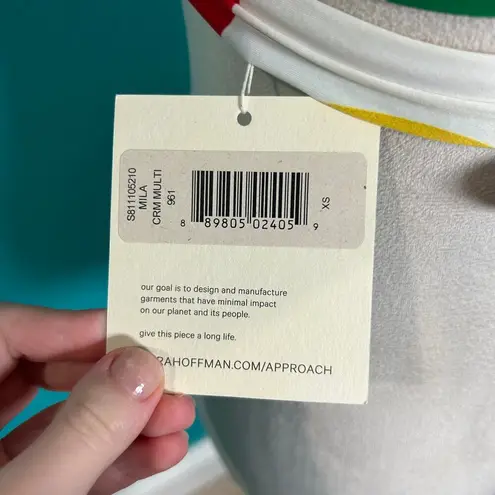 S811105210
MILA
CRM MULTI
961
8 89805 02405 9
XS
our goal is to design and manufacture
garments that have minimal impact
on our planet and its people.
give this piece a long life.
RAHOFFMAN.COM/APPROACH